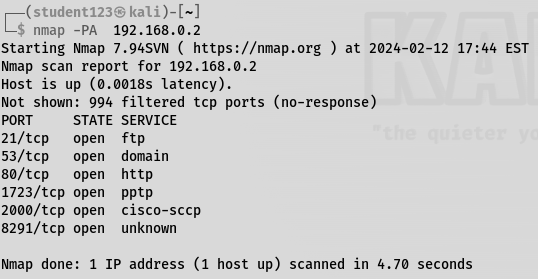 ┌──(student123㉿kali)-[~]
└─$ nmap -PA  192.168.0.2
Starting Nmap 7.94SVN ( https://nmap.org ) at 2024-02-12 17:44 EST
Nmap scan report for 192.168.0.2
Host is up (0.0018s latency).
Not shown: 994 filtered tcp ports (no-response)
PORT     STATE SERVICE
21/tcp   open  ftp
53/tcp   open  domain
80/tcp   open  http
1723/tcp open  pptp
2000/tcp open  cisco-sccp
8291/tcp open  unknown
Nmap done: 1 IP address (1 host up) scanned in 4.70 seconds
KAL
"the quieter yo